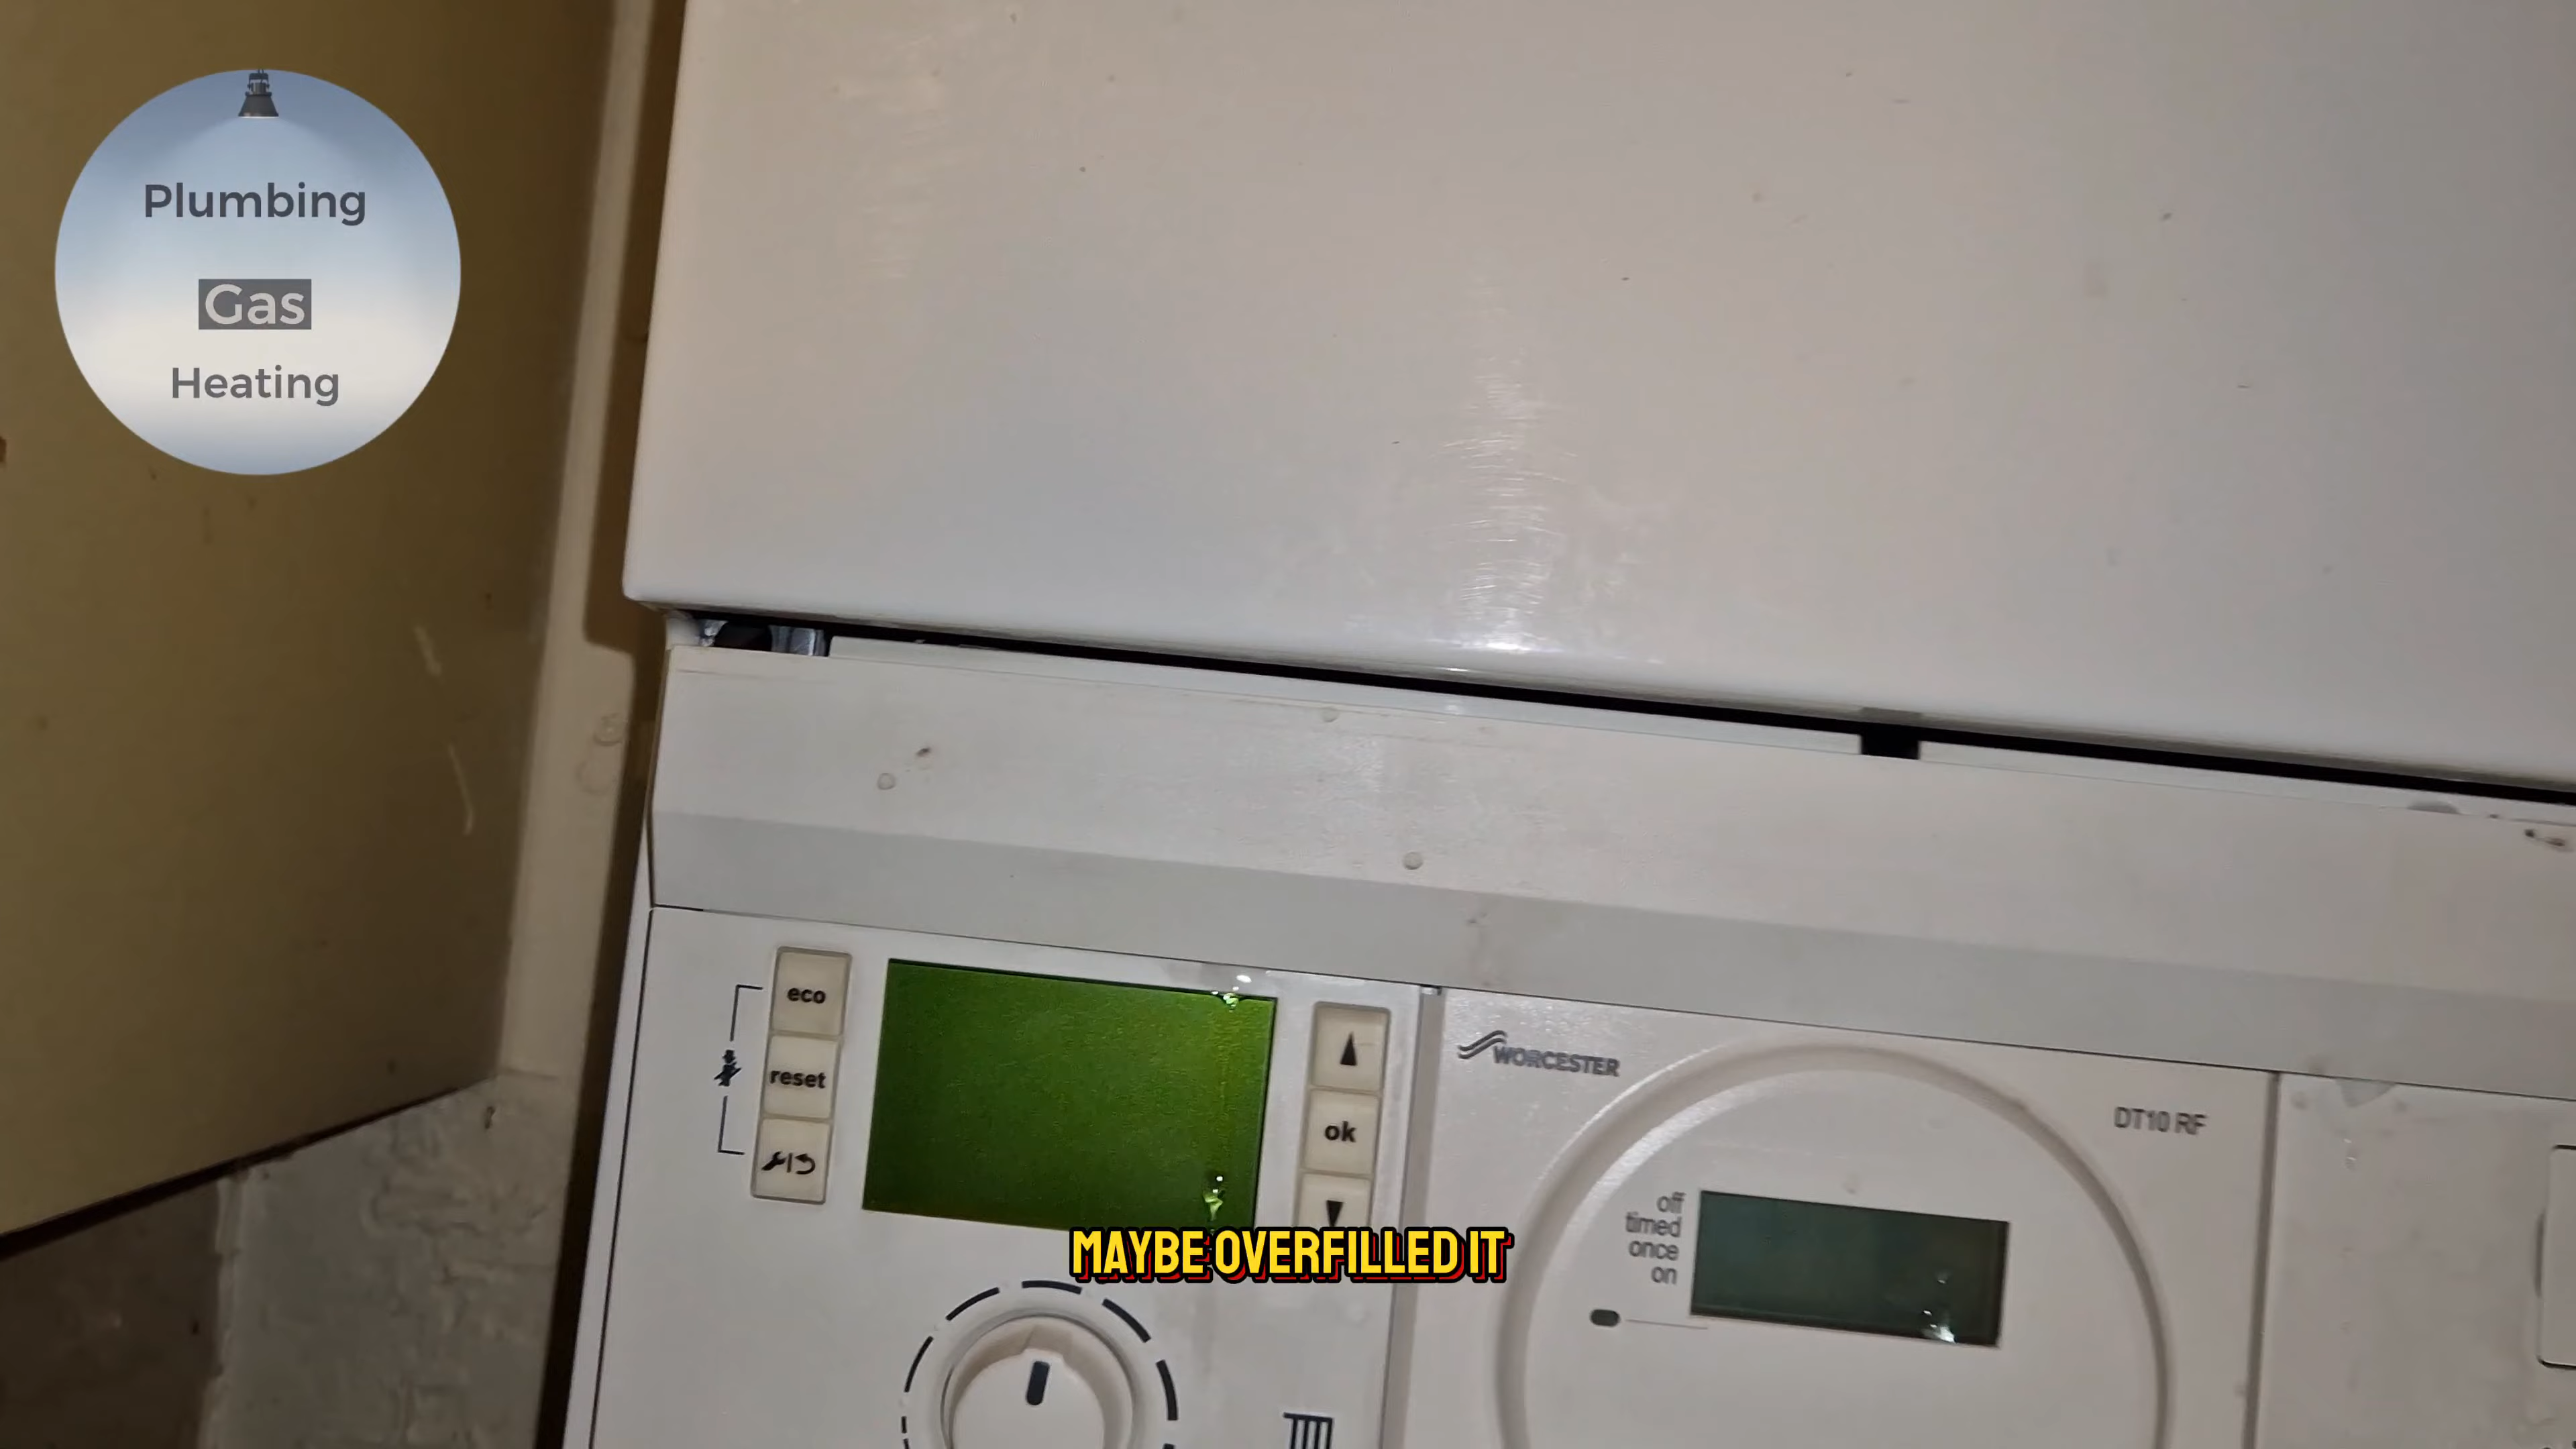 Plumbing
Gas
Heating
eco
reset
ok
WORCESTER
DT10 RF
off
timed
once
on
MAYBE OVERFILLED IT